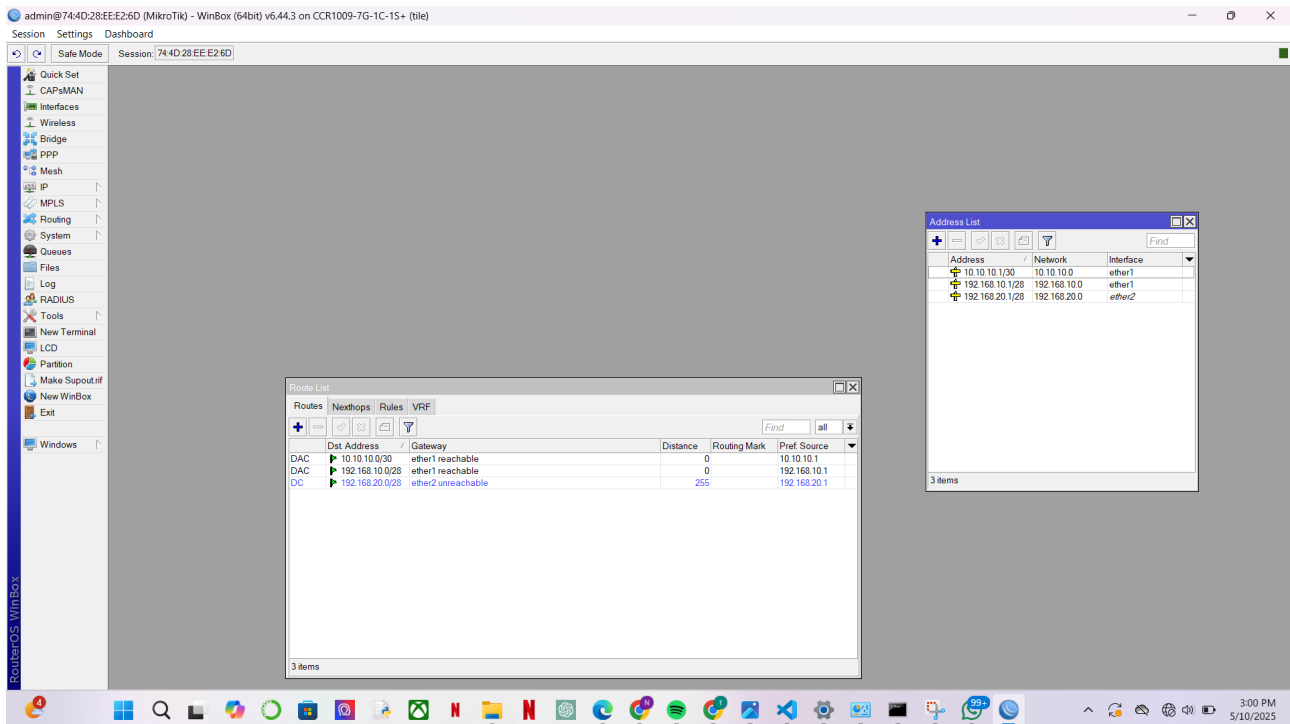 admin@74:4D:28:EE:E2:6D (MikroTik) - WinBox (64bit) v6.44.3 on CCR1009-7G-1C-1S+ (tile)
Session Settings Dashboard
Safe Mode Session: 74:4D:28:EE:E2:6D
Quick Set
CAPsMAN
Interfaces
Wireless
Bridge
PPP
Mesh
IP
MPLS
Routing
System
Queues
Files
Log
RADIUS
Tools
New Terminal
LCD
Partition
Make Supout.rif
New WinBox
Exit
Windows
RouterOS WinBox
Address List
Find
Address Network Interface
10.10.10.1/30 10.10.10.0 ether1
192.168.10.1/28 192.168.10.0 ether1
192.168.20.1/28 192.168.20.0 ether2
3 items
Route List
Routes Nexthops Rules VRF
Find all
Dst. Address Gateway Distance Routing Mark Pref. Source
DAC 10.10.10.0/30 ether1 reachable 0 10.10.10.1
DAC 192.168.10.0/28 ether1 reachable 0 192.168.10.1
DC 192.168.20.0/28 ether2 unreachable 255 192.168.20.1
3 items
4
N
99+
3:00 PM
5/10/2025